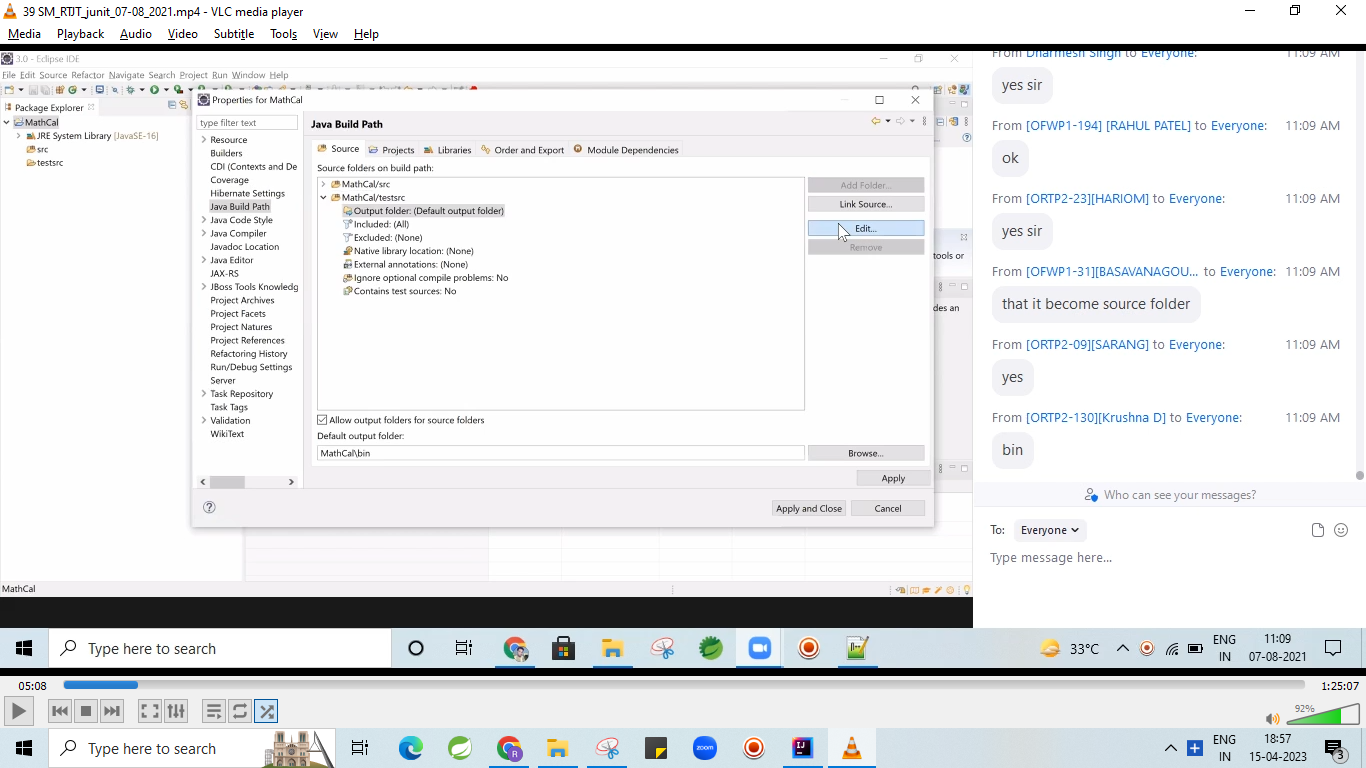 39 SM_RTJT_junit_07-08_2021.mp4 - VLC media player
Media Playback Audio Video Subtitle Tools View Help
3.0 - Eclipse IDE
File Edit Source Refactor Navigate Search Project Run Window Help
Package Explorer
MathCal
JRE System Library [JavaSE-16]
src
testsrc
Properties for MathCal
type filter text
Resource
Builders
CDI (Contexts and De
Coverage
Hibernate Settings
Java Build Path
Java Code Style
Java Compiler
Javadoc Location
Java Editor
JAX-RS
JBoss Tools Knowledg
Project Archives
Project Facets
Project Natures
Project References
Refactoring History
Run/Debug Settings
Server
Task Repository
Task Tags
Validation
WikiText
Java Build Path
Source Projects Libraries Order and Export Module Dependencies
Source folders on build path:
MathCal/src
MathCal/testsrc
Output folder: (Default output folder)
Included: (All)
Excluded: (None)
Native library location: (None)
External annotations: (None)
Ignore optional compile problems: No
Contains test sources: No
Add Folder...
Link Source...
Edit...
Remove
Allow output folders for source folders
Default output folder:
MathCal\bin
Browse...
Apply
Apply and Close Cancel
tools or
des an
MathCal
From Dharmesh Singh to Everyone: 11:09 AM
yes sir
From [OFWP1-194] [RAHUL PATEL] to Everyone: 11:09 AM
ok
From [ORTP2-23][HARIOM] to Everyone: 11:09 AM
yes sir
From [OFWP1-31][BASAVANAGOU... to Everyone: 11:09 AM
that it become source folder
From [ORTP2-09][SARANG] to Everyone: 11:09 AM
yes
From [ORTP2-130][Krushna D] to Everyone: 11:09 AM
bin
Who can see your messages?
To: Everyone
Type message here...
Type here to search
33°C
ENG
IN
11:09
07-08-2021
05:08
1:25:07
92%
Type here to search
zoom
ENG
IN
18:57
15-04-2023
3